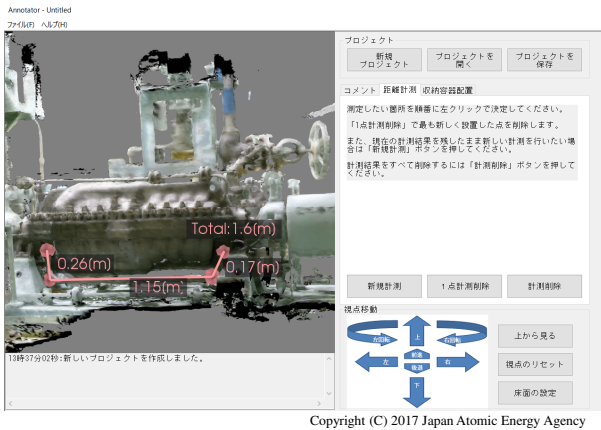 Annotator - Untitled
ファイル(F) ヘルプ(H)
Total:1.6(m)
0.26(m)
0.17(m)
1.15(m)
13時37分02秒:新しいプロジェクトを作成しました。
プロジェクト
新規
プロジェクト
プロジェクトを
開く
プロジェクトを
保存
コメント 距離計測 収納容器配置
測定したい箇所を順番に左クリックで決定してください。
「1点計測削除」で最も新しく設置した点を削除します。
また、現在の計測結果を残したまま新しい計測を行いたい場
合は「新規計測」ボタンを押してください。
計測結果をすべて削除するには「計測削除」ボタンを押して
ください。
新規計測 1点計測削除 計測削除
視点移動
左回転 上 右回転
左 前進 右
後退
下
上から見る
視点のリセット
床面の設定
Copyright (C) 2017 Japan Atomic Energy Agency